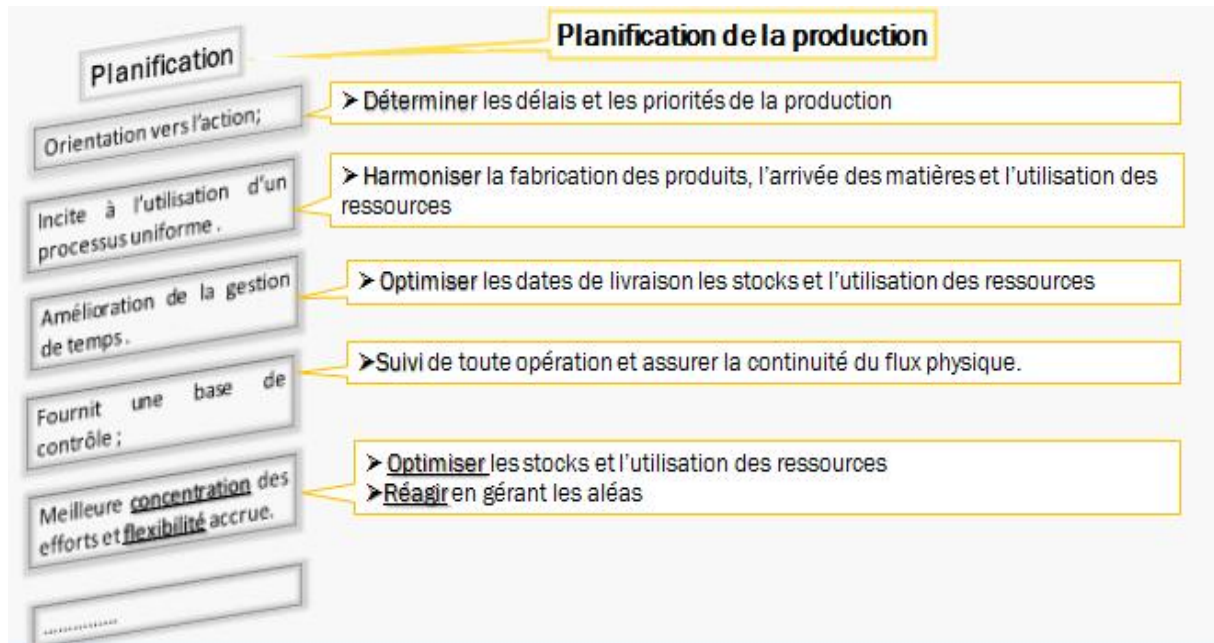 Planification de la production
Planification
Orientation vers l'action;
➢ Déterminer les délais et les priorités de la production
Incite à l'utilisation d'un
processus uniforme .
➢ Harmoniser la fabrication des produits, l'arrivée des matières et l'utilisation des
ressources
Amélioration de la gestion
de temps .
➢ Optimiser les dates de livraison les stocks et l'utilisation des ressources
Fournit une base de
contrôle ;
➢Suivi de toute opération et assurer la continuité du flux physique.
Meilleure concentration des
efforts et flexibilité accrue.
➢ Optimiser les stocks et l'utilisation des ressources
➢Réagir en gérant les aléas
...............